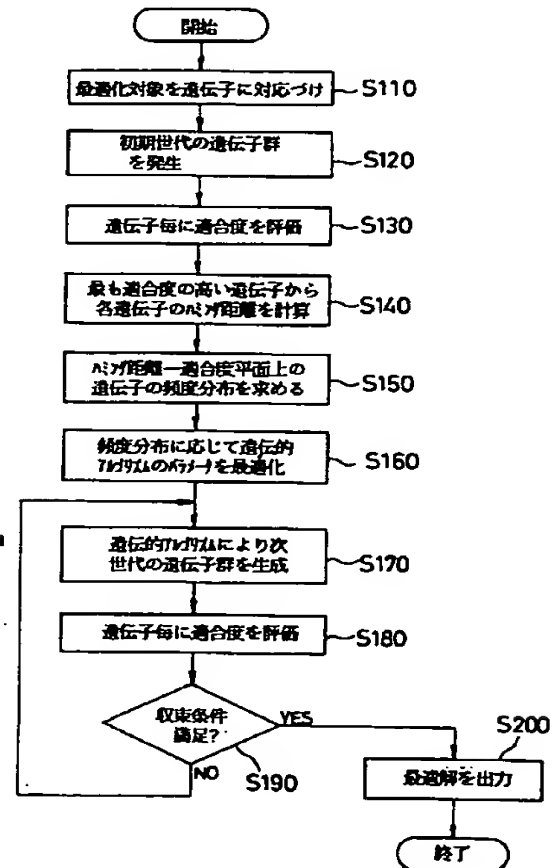 開始
最適化対象を遺伝子に対応づけ
S110
初期世代の遺伝子群
を発生
S120
遺伝子毎に適合度を評価
S130
最も適合度の高い遺伝子から
各遺伝子のﾊﾐﾝｸﾞ距離を計算
S140
ﾊﾐﾝｸﾞ距離ー適合度平面上の
遺伝子の頻度分布を求める
S150
頻度分布に応じて遺伝的
ｱﾙｺﾞﾘｽﾞﾑのﾊﾟﾗﾒｰﾀを最適化
S160
遺伝的ｱﾙｺﾞﾘｽﾞﾑにより次
世代の遺伝子群を生成
S170
遺伝子毎に適合度を評価
S180
収束条件
満足?
YES
NO
S190
S200
最適解を出力
終了